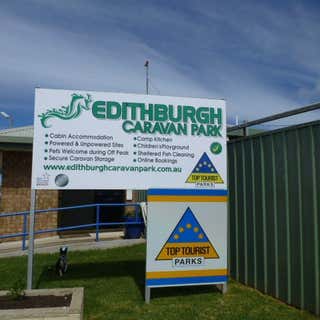 EDITHBURGH
CARAVAN PARK
• Cabin Accommodation
• Powered & Unpowered Sites
• Pets Welcome during Off Peak
• Secure Caravan Storage
• Camp Kitchen
• Children's Playground
• Sheltered Fish Cleaning
• Online Bookings
www.edithburghcaravanpark.com.au
TOP TOURIST
PARKS
TOP TOURIST
PARKS